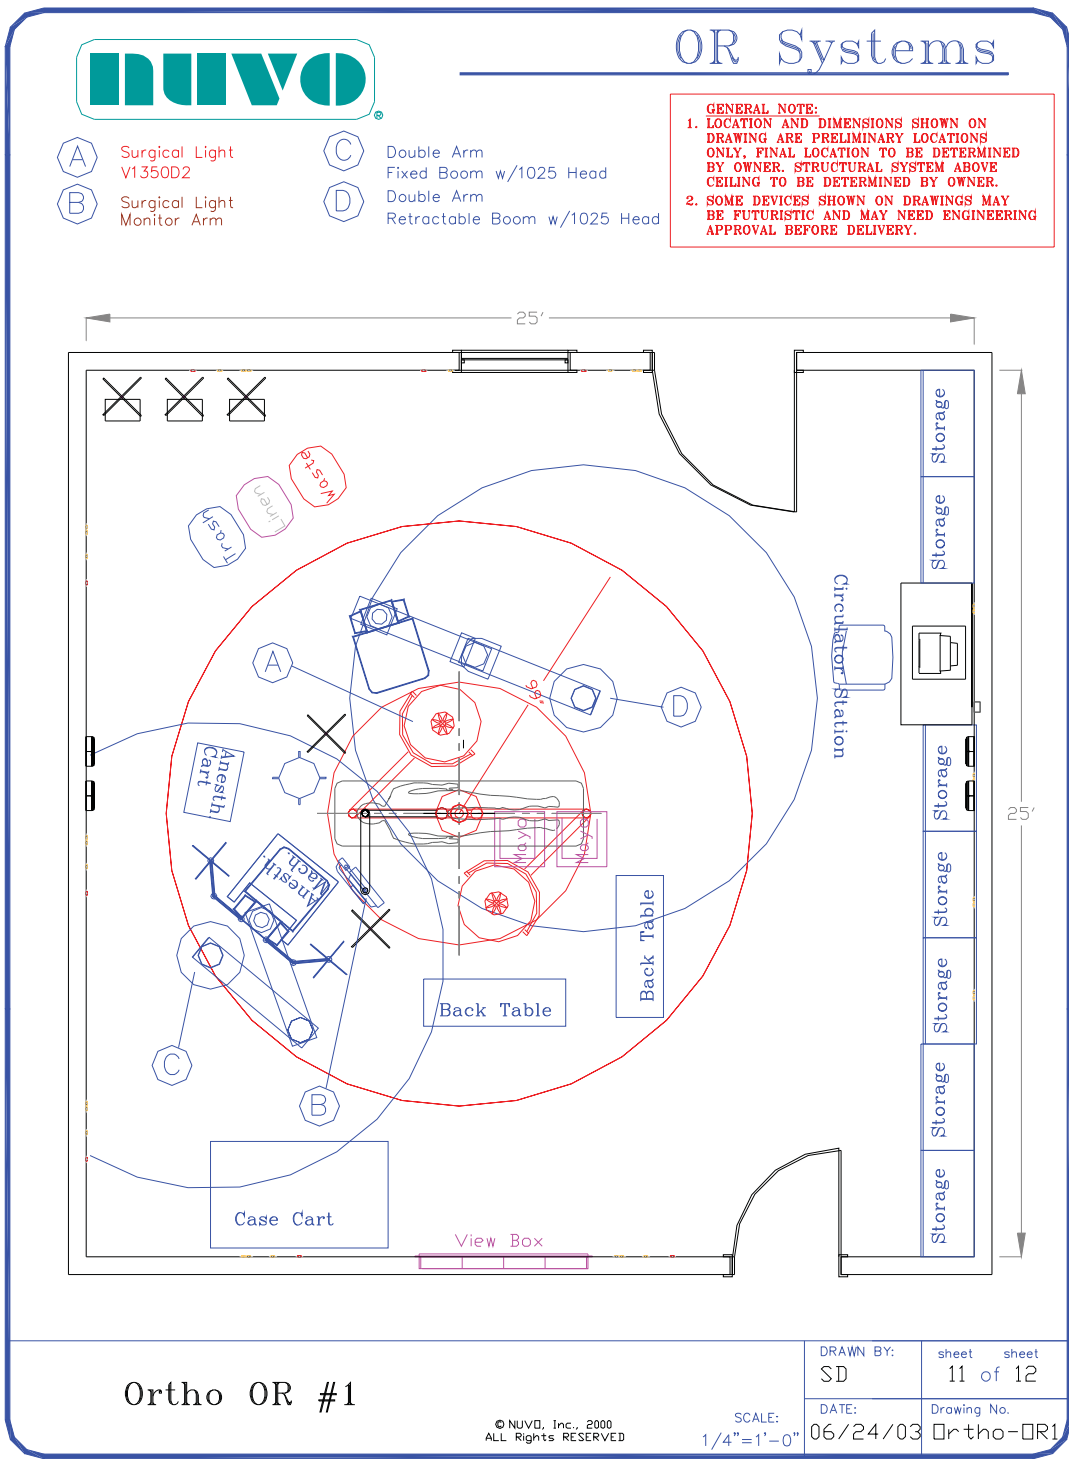 nuvo®
OR Systems
A
Surgical Light
V1350D2
B
Surgical Light
Monitor Arm
C
Double Arm
Fixed Boom w/1025 Head
D
Double Arm
Retractable Boom w/1025 Head
GENERAL NOTE:
1. LOCATION AND DIMENSIONS SHOWN ON
DRAWING ARE PRELIMINARY LOCATIONS
ONLY, FINAL LOCATION TO BE DETERMINED
BY OWNER. STRUCTURAL SYSTEM ABOVE
CEILING TO BE DETERMINED BY OWNER.
2. SOME DEVICES SHOWN ON DRAWINGS MAY
BE FUTURISTIC AND MAY NEED ENGINEERING
APPROVAL BEFORE DELIVERY.
25'
Storage
Storage
Waste
Linen
Trash
Circulator Station
A
99"
D
Anesth.
Cart
Storage
25'
Mayo
Mayo
Anesth.
Mach.
Storage
Back Table
Storage
Back Table
C
B
Storage
Storage
Case Cart
View Box
Ortho OR #1
© NUVO, Inc., 2000
ALL Rights RESERVED
SCALE:
1/4"=1'-0"
DRAWN BY:
SD
sheet sheet
11 of 12
DATE:
06/24/03
Drawing No.
Ortho-OR1